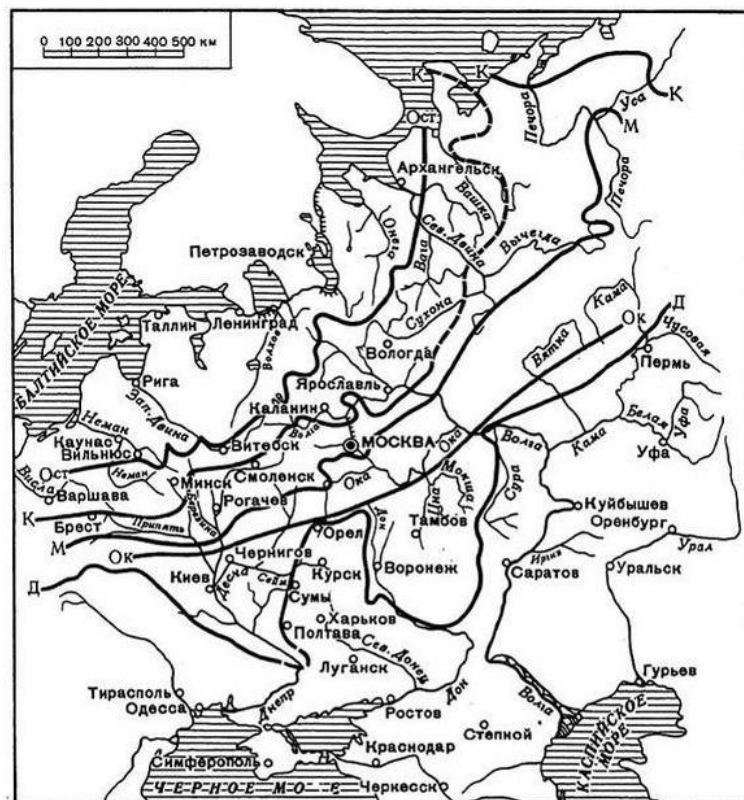 0 100 200 300 400 500 км
К
К
К
Ост
Печора
Уса
М
Печора
Архангельск
Вашка
Онега
Сев. Двина
Вага
Вычегда
Петрозаводск
Сухона
Кама
Д
Ок
БАЛТИЙСКОЕ МОРЕ
Таллин
Ленинград
Волхов
Вологда
Вятка
Чусовая
Пермь
Рига
Зап. Двина
Ярославль
Каланин
Волга
Неман
Каунас
Вильнюс
Витебск
МОСКВА
Ока
Волга
Кама
Белая
Уфа
Уфа
Ост
Неман
Смоленск
Висла
Минск
Варшава
Березина
Рогачев
Ока
Мокша
Цна
Сура
К
Брест
Припять
Дон
Тамбов
Куйбышев
Оренбург
М
Ок
Орел
Чернигов
Урал
Иргиз
Д
Киев
Десна
Сейм
Курск
Воронеж
Саратов
Уральск
Сумы
Харьков
Полтава
Сев. Донец
Луганск
Дон
Гурьев
Тирасполь
Одесса
Днепр
Ростов
Волга
Степной
КАСПИЙСКОЕ МОРЕ
Симферополь
Краснодар
ЧЕРНОЕ МО Е
Черкесск